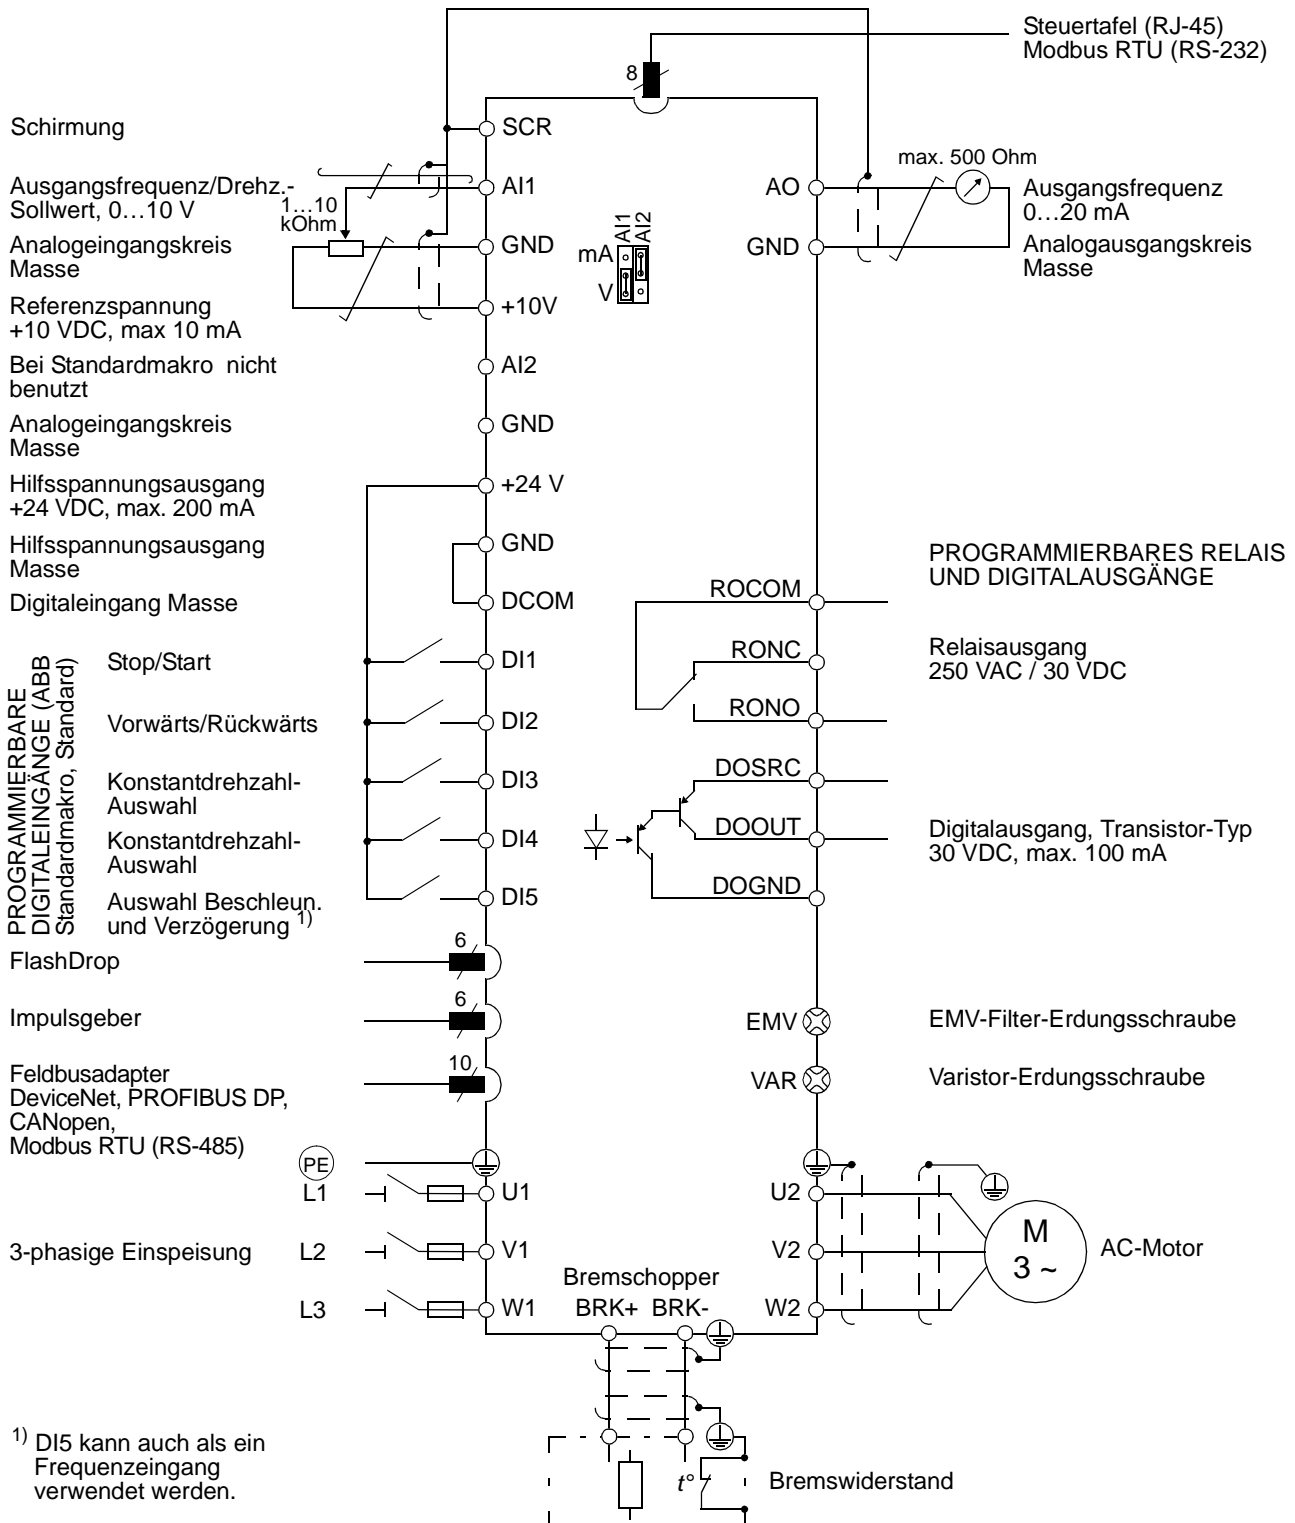 Steuertafel (RJ-45)
Modbus RTU (RS-232)
8
Schirmung
SCR
max. 500 Ohm
Ausgangsfrequenz/Drehz.-
Sollwert, 0…10 V
1…10
kOhm
AI1
AO
Ausgangsfrequenz
0…20 mA
AI1
AI2
mA
V
Analogeingangskreis
Masse
GND
GND
Analogausgangskreis
Masse
Referenzspannung
+10 VDC, max 10 mA
+10V
Bei Standardmakro nicht
benutzt
AI2
Analogeingangskreis
Masse
GND
Hilfsspannungsausgang
+24 VDC, max. 200 mA
+24 V
Hilfsspannungsausgang
Masse
GND
PROGRAMMIERBARES RELAIS
UND DIGITALAUSGÄNGE
Digitaleingang Masse
DCOM
ROCOM
PROGRAMMIERBARE
DIGITALEINGÄNGE (ABB
Standardmakro, Standard)
Stop/Start
DI1
RONC
Relaisausgang
250 VAC / 30 VDC
Vorwärts/Rückwärts
DI2
RONO
Konstantdrehzahl-
Auswahl
DI3
DOSRC
Konstantdrehzahl-
Auswahl
DI4
DOOUT
Digitalausgang, Transistor-Typ
30 VDC, max. 100 mA
Auswahl Beschleun.
und Verzögerung 1)
DI5
DOGND
FlashDrop
6
Impulsgeber
6
EMV
EMV-Filter-Erdungsschraube
Feldbusadapter
DeviceNet, PROFIBUS DP,
CANopen,
Modbus RTU (RS-485)
10
VAR
Varistor-Erdungsschraube
PE
L1
U1
U2
3-phasige Einspeisung
L2
V1
V2
M
3 ~
AC-Motor
L3
W1
W2
Bremschopper
BRK+ BRK-
1) DI5 kann auch als ein
Frequenzeingang
verwendet werden.
t°
Bremswiderstand